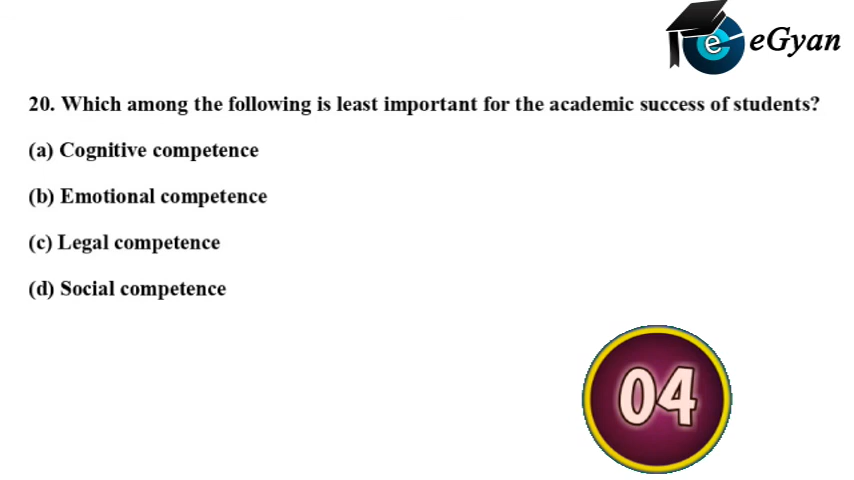 e eGyan
20. Which among the following is least important for the academic success of students?
(a) Cognitive competence
(b) Emotional competence
(c) Legal competence
(d) Social competence
04